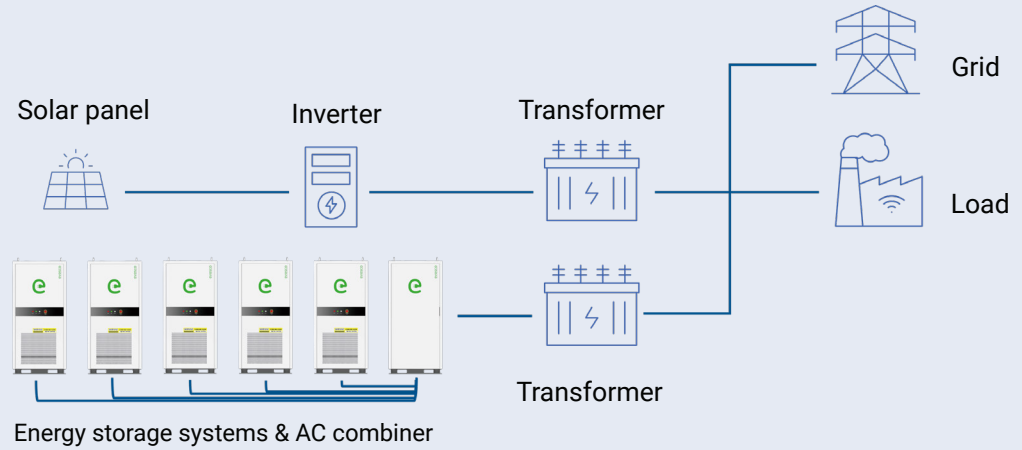 Grid
Solar panel
Inverter
Transformer
Load
Transformer
Energy storage systems & AC combiner